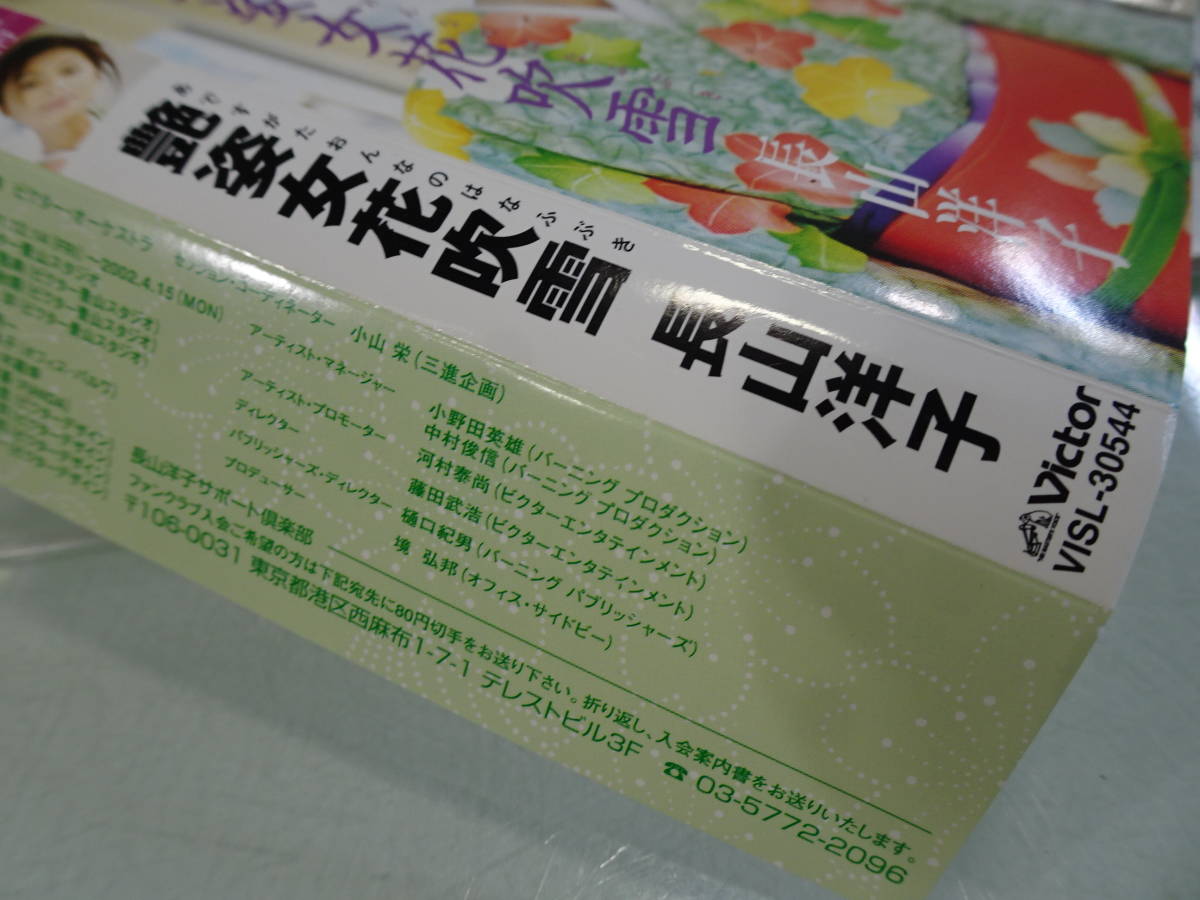 姿女花吹雪
長山洋子
あですがたおんなのはなふぶき
艶姿女花吹雪 長山洋子
Victor
VISL-30544
ビクター・オーケストラ
セッション・コーディネーター 小山 栄(三進企画)
-2002.4.15(MON)
アーティスト・マネージャー 小野田英雄(バーニング プロダクション)
中村俊信(バーニング プロダクション)
アーティスト・プロモーター 河村泰尚(ビクターエンタテインメント)
ディレクター 藤田武浩(ビクターエンタテインメント)
パブリッシャーズ・ディレクター 樋口紀男(バーニング パブリッシャーズ)
プロデューサー 境 弘邦(オフィス・サイドビー)
長山洋子サポート倶楽部
ファンクラブ入会ご希望の方は下記宛先に80円切手をお送り下さい。折り返し、入会案内書をお送りいたします。
〒106-0031 東京都港区西麻布1-7-1 テレストビル3F ☎ 03-5772-2096